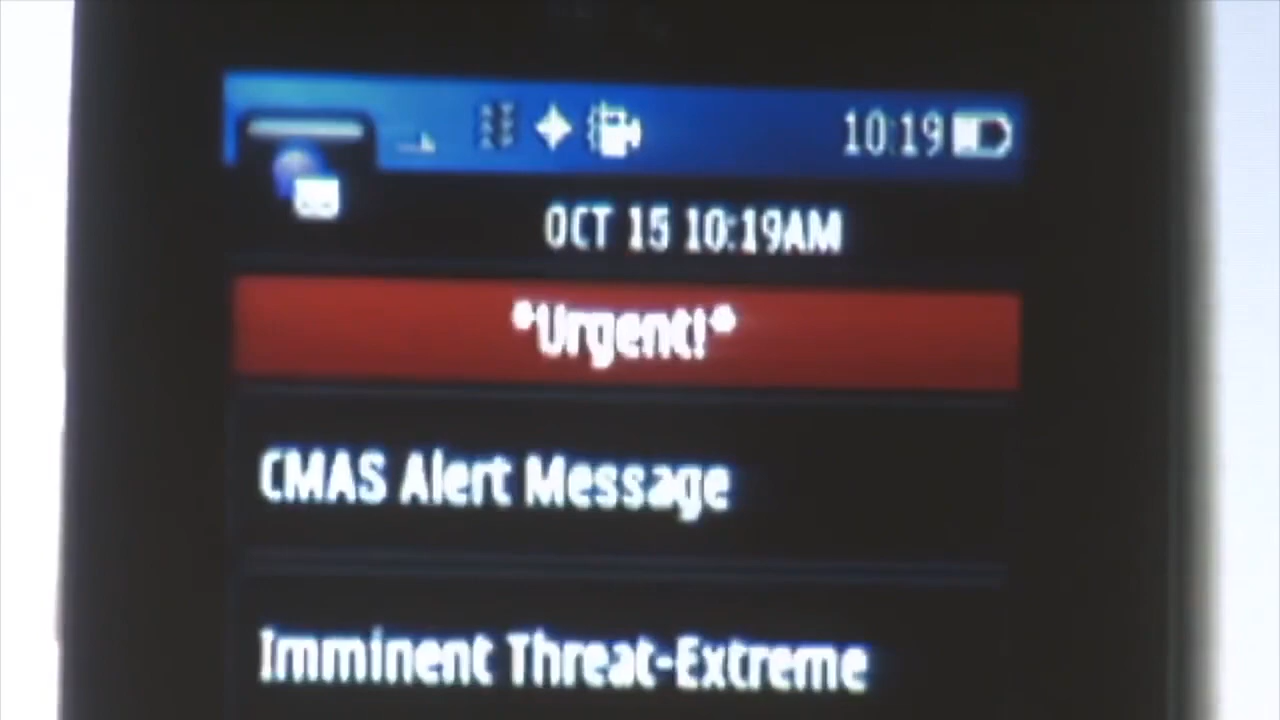 10:19
OCT 15 10:19AM
*Urgent!*
CMAS Alert Message
Imminent Threat-Extreme